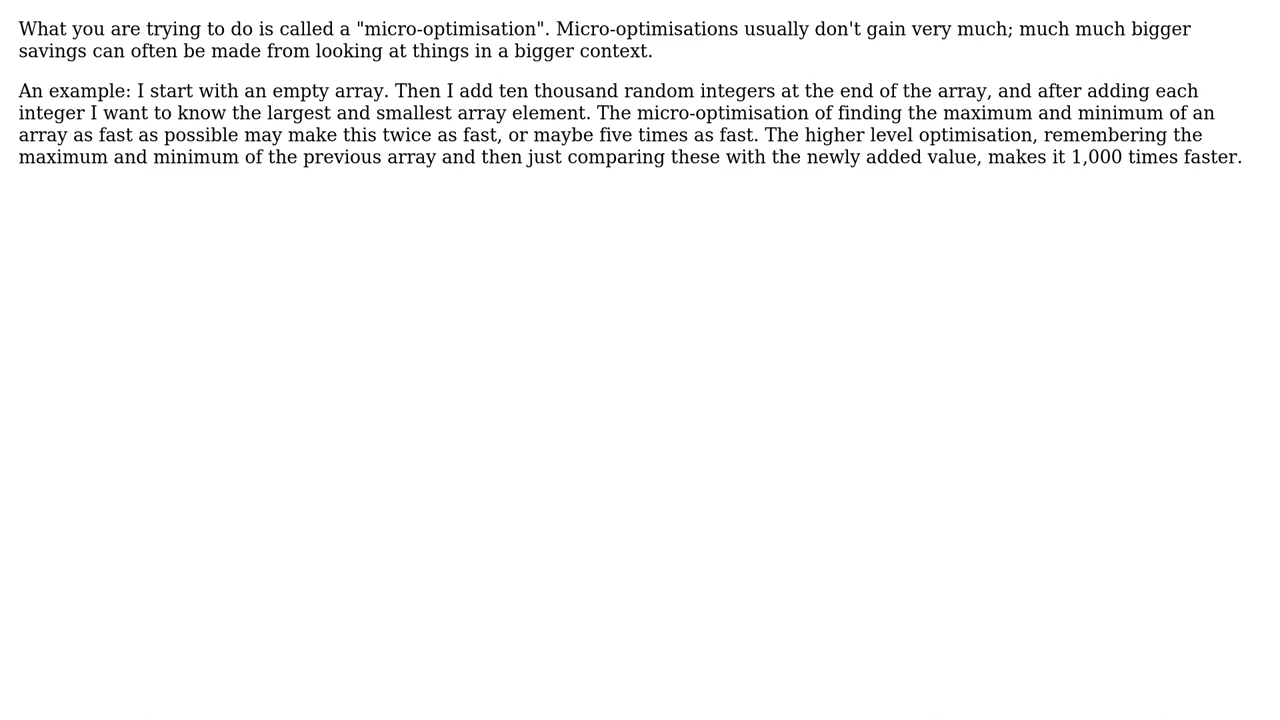 What you are trying to do is called a "micro-optimisation". Micro-optimisations usually don't gain very much; much much bigger
savings can often be made from looking at things in a bigger context.
An example: I start with an empty array. Then I add ten thousand random integers at the end of the array, and after adding each
integer I want to know the largest and smallest array element. The micro-optimisation of finding the maximum and minimum of an
array as fast as possible may make this twice as fast, or maybe five times as fast. The higher level optimisation, remembering the
maximum and minimum of the previous array and then just comparing these with the newly added value, makes it 1,000 times faster.